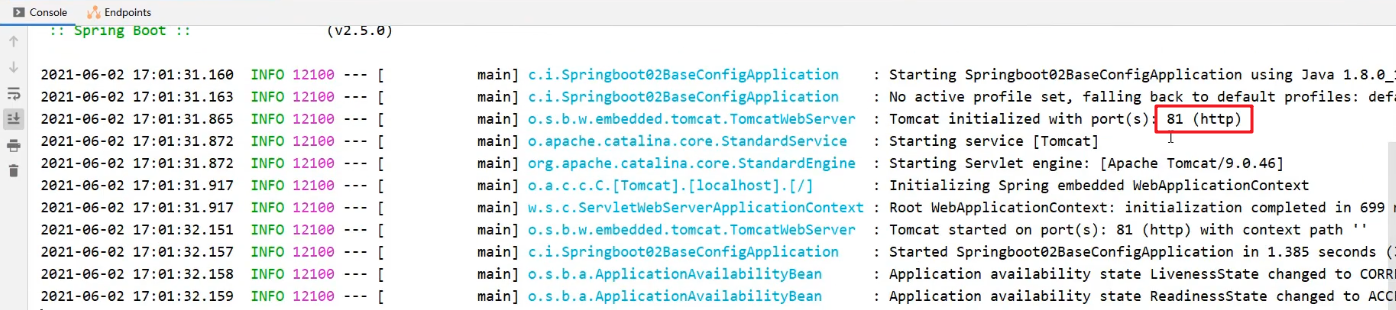 Console Endpoints
:: Spring Boot :: (v2.5.0)
2021-06-02 17:01:31.160 INFO 12100 --- [ main] c.i.Springboot02BaseConfigApplication : Starting Springboot02BaseConfigApplication using Java 1.8.0_
2021-06-02 17:01:31.163 INFO 12100 --- [ main] c.i.Springboot02BaseConfigApplication : No active profile set, falling back to default profiles: defa
2021-06-02 17:01:31.865 INFO 12100 --- [ main] o.s.b.w.embedded.tomcat.TomcatWebServer : Tomcat initialized with port(s): 81 (http)
2021-06-02 17:01:31.872 INFO 12100 --- [ main] o.apache.catalina.core.StandardService : Starting service [Tomcat]
2021-06-02 17:01:31.872 INFO 12100 --- [ main] org.apache.catalina.core.StandardEngine : Starting Servlet engine: [Apache Tomcat/9.0.46]
2021-06-02 17:01:31.917 INFO 12100 --- [ main] o.a.c.c.C.[Tomcat].[localhost].[/] : Initializing Spring embedded WebApplicationContext
2021-06-02 17:01:31.917 INFO 12100 --- [ main] w.s.c.ServletWebServerApplicationContext : Root WebApplicationContext: initialization completed in 699
2021-06-02 17:01:32.151 INFO 12100 --- [ main] o.s.b.w.embedded.tomcat.TomcatWebServer : Tomcat started on port(s): 81 (http) with context path ''
2021-06-02 17:01:32.157 INFO 12100 --- [ main] c.i.Springboot02BaseConfigApplication : Started Springboot02BaseConfigApplication in 1.385 seconds (
2021-06-02 17:01:32.158 INFO 12100 --- [ main] o.s.b.a.ApplicationAvailabilityBean : Application availability state LivenessState changed to CORRE
2021-06-02 17:01:32.159 INFO 12100 --- [ main] o.s.b.a.ApplicationAvailabilityBean : Application availability state ReadinessState changed to ACC